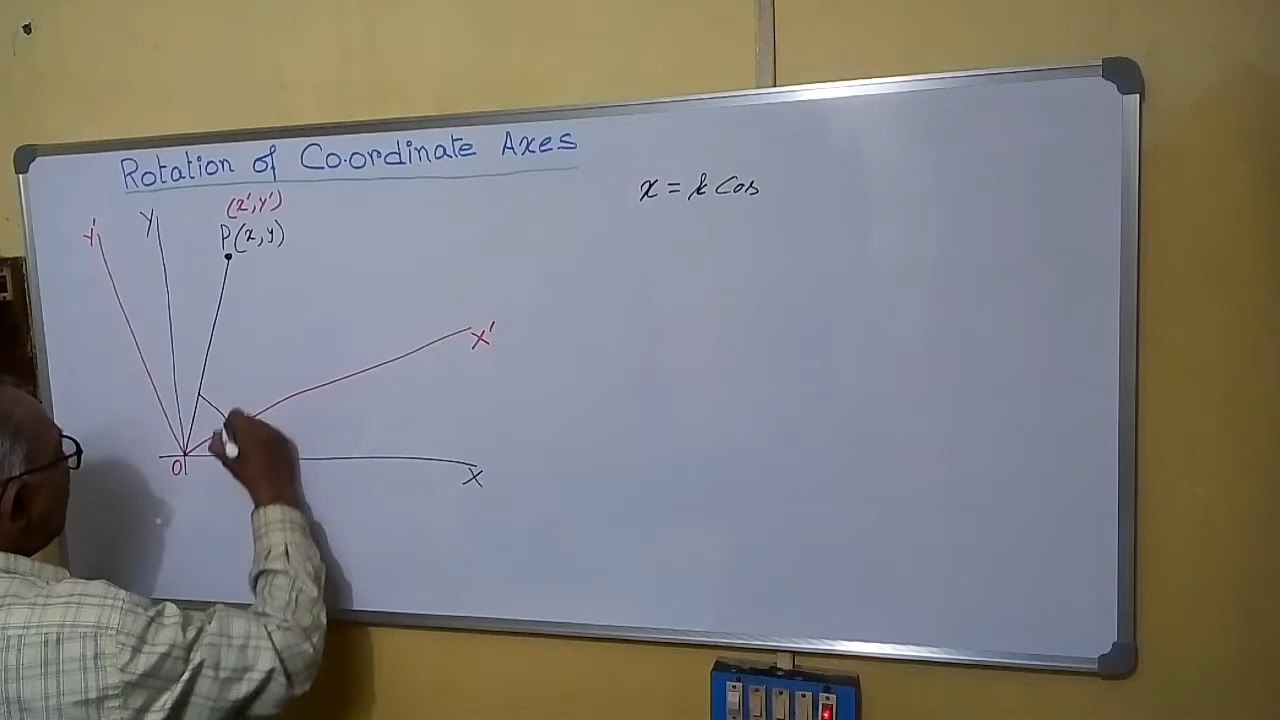 Rotation of Co.ordinate Axes
x = r Cos
(x', y')
P(x, y)
Y'
Y
X'
X
O